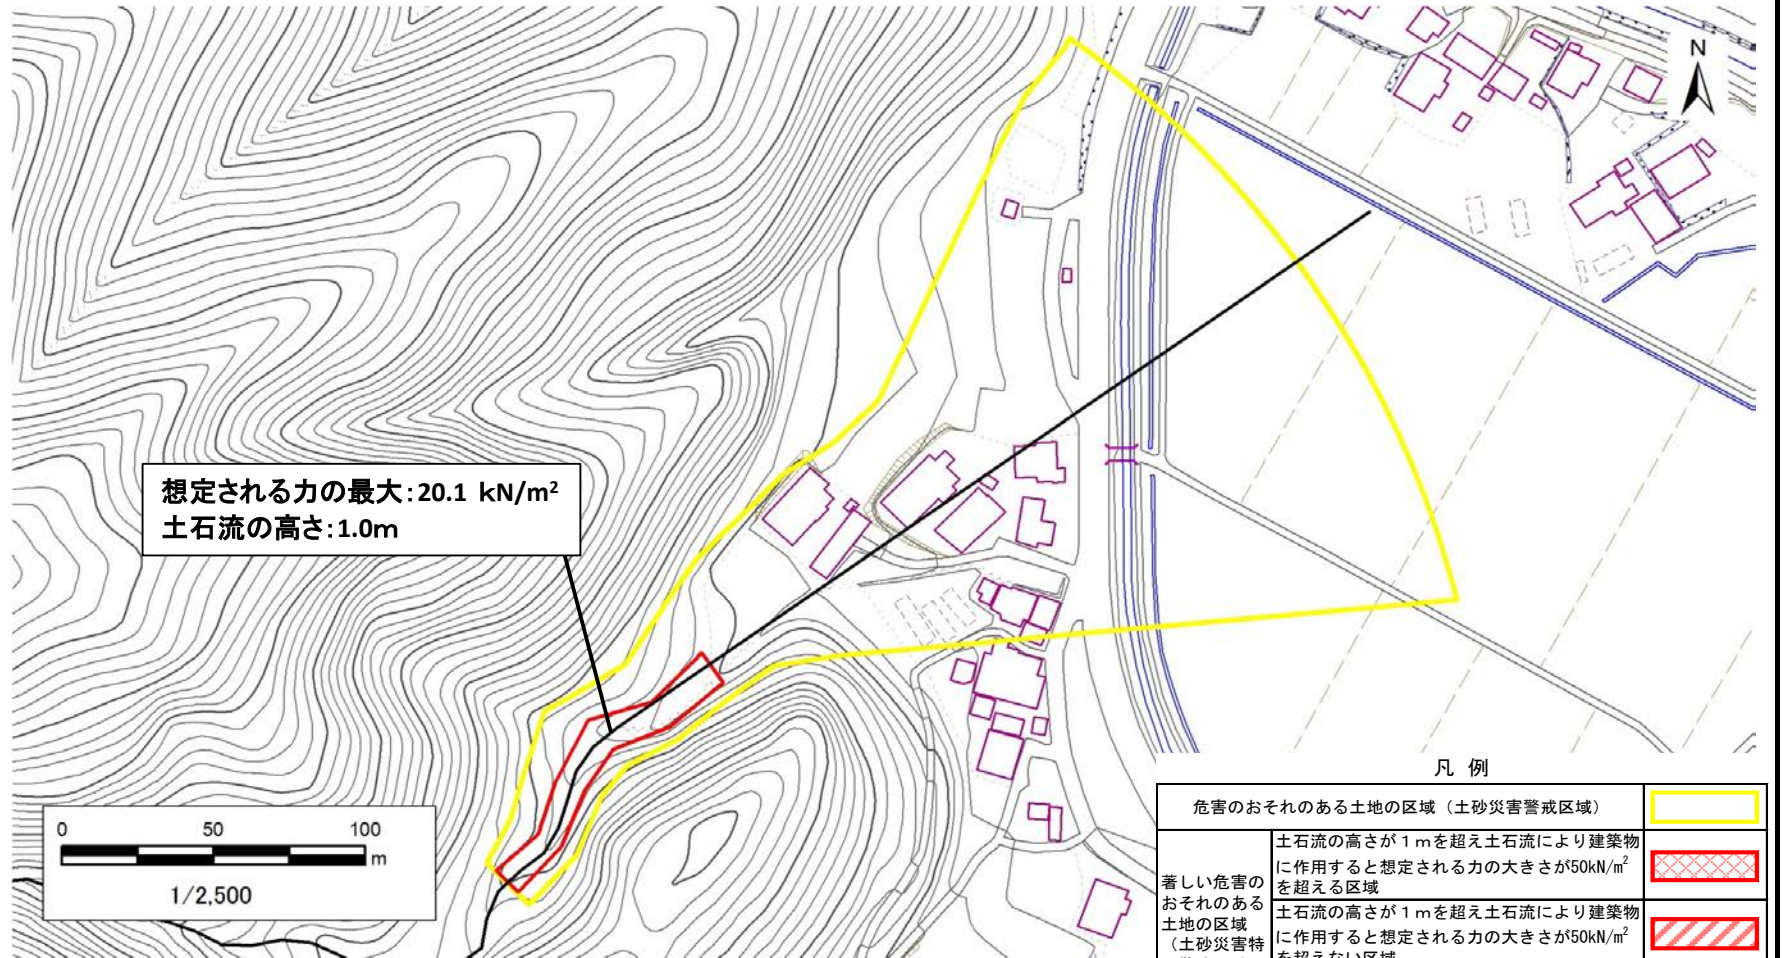 N
想定される力の最大:20.1 kN/m²
土石流の高さ:1.0m
0 50 100
m
1/2,500
凡 例
危害のおそれのある土地の区域(土砂災害警戒区域)
著しい危害の
おそれのある
土地の区域
(土砂災害特
土石流の高さが1mを超え土石流により建築物
に作用すると想定される力の大きさが50kN/m²
を超える区域
土石流の高さが1mを超え土石流により建築物
に作用すると想定される力の大きさが50kN/m²
を超えない区域